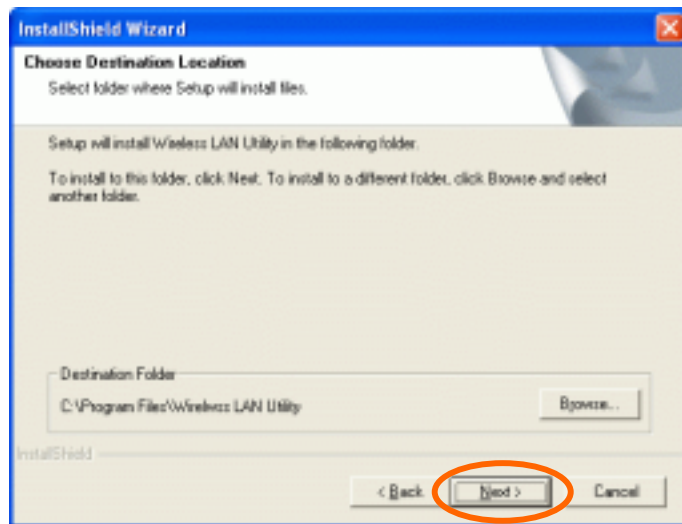 InstallShield Wizard
Choose Destination Location
Select folder where Setup will install files.
Setup will install Wireless LAN Utility in the following folder.
To install to this folder, click Next. To install to a different folder, click Browse and select
another folder.
Destination Folder
C:\Program Files\Wireless LAN Utility
Browse...
InstallShield
< Back
Next >
Cancel